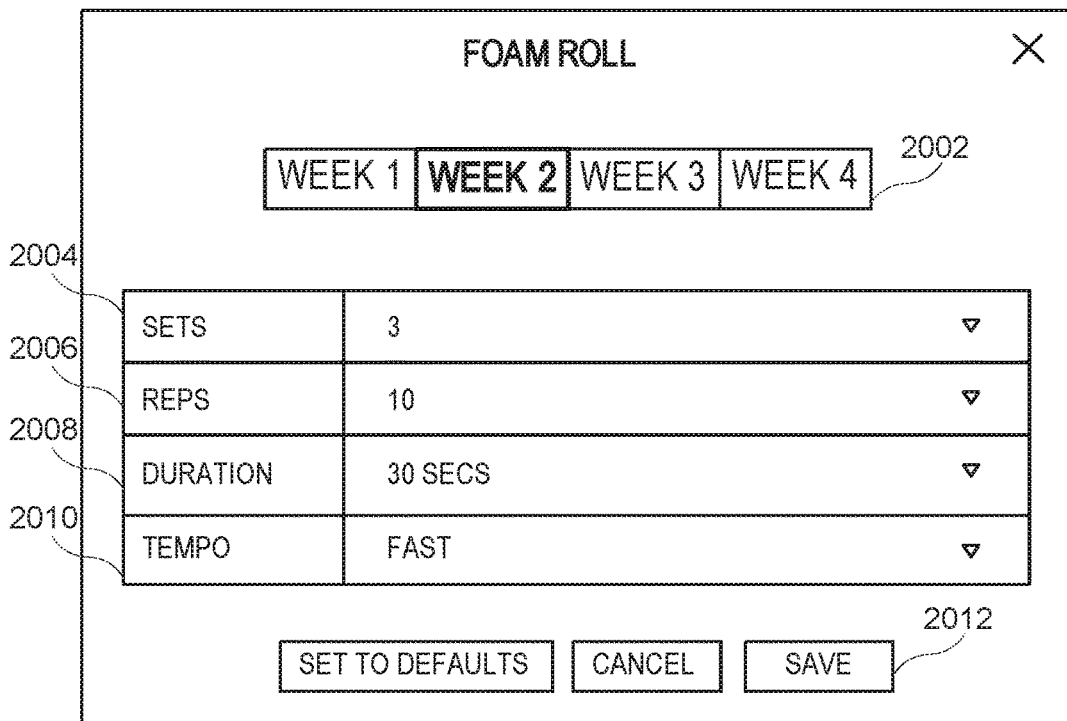 FOAM ROLL
WEEK 1 WEEK 2 WEEK 3 WEEK 4
2002
2004
SETS 3
2006
REPS 10
2008
DURATION 30 SECS
2010
TEMPO FAST
2012
SET TO DEFAULTS CANCEL SAVE